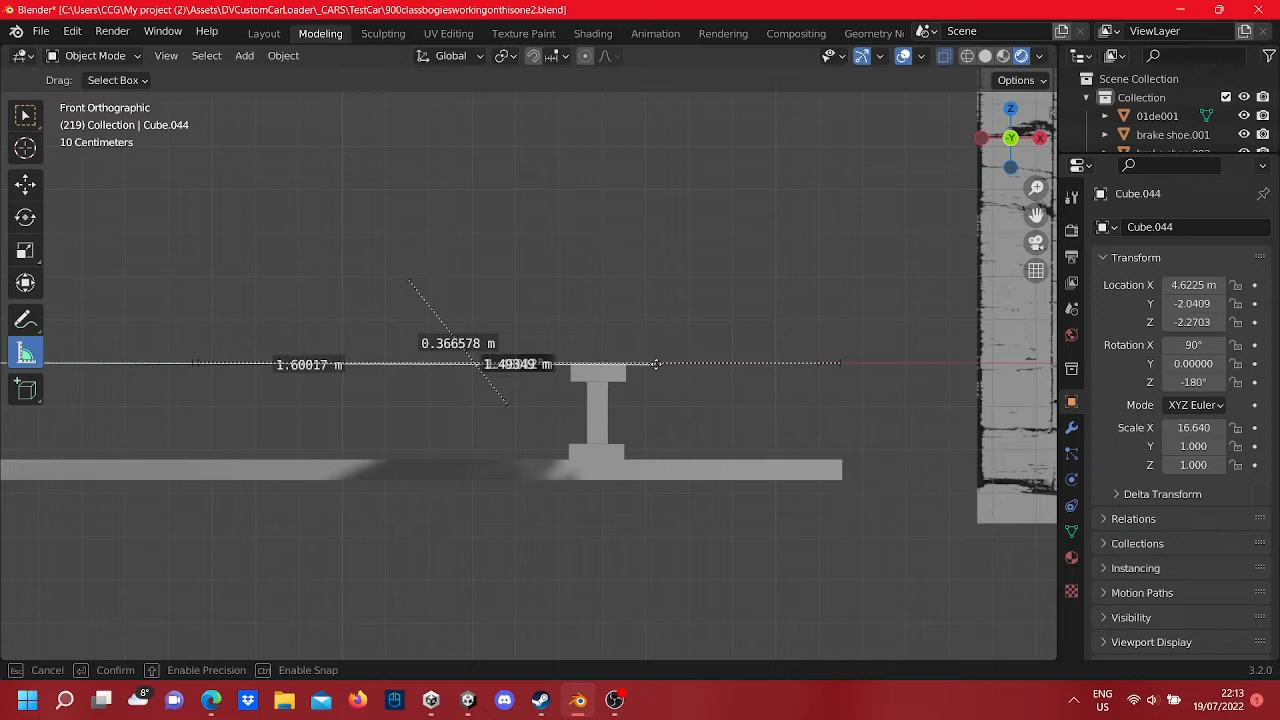 Blender* [C:\Users\CCG\My project (2)\Assets\DVCustomCarLoader\_CARS\TestCar\900classbogiesworkingonthisone2.blend]
File Edit Render Window Help Layout Modeling Sculpting UV Editing Texture Paint Shading Animation Rendering Compositing Geometry N Scene ViewLayer
Object Mode View Select Add Object Global
Drag: Select Box Options
Scene Collection
Collection
01de001
brake shoe.001
Front Orthographic
(219) Collection | Cube.044
10 Centimeters
Z
-Y
X
Cube.044
Cube.044
Transform
Location X 4.6225 m
Y -2.0409
Z -2.2703
Rotation X 90°
Y 0.00000
Z -180°
Mode XYZ Euler
Scale X 16.640
Y 1.000
Z 1.000
Delta Transform
Relations
Collections
Instancing
Motion Paths
Visibility
Viewport Display
0.366578 m
1.60017 m
Esc Cancel Confirm Enable Precision Ctrl Enable Snap
3.2.0
8°
ENG
US
22:13
19/07/2022
1